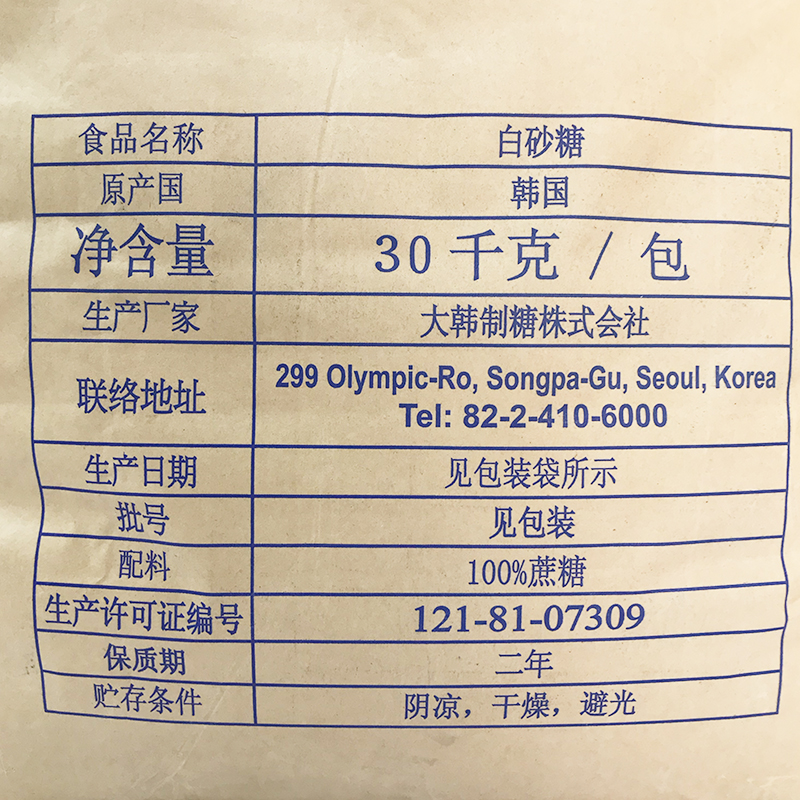 食品名称 白砂糖
原产国 韩国
净含量 30 千克 / 包
生产厂家 大韩制糖株式会社
联络地址 299 Olympic-Ro, Songpa-Gu, Seoul, Korea
Tel: 82-2-410-6000
生产日期 见包装袋所示
批号 见包装
配料 100%蔗糖
生产许可证编号 121-81-07309
保质期 二年
贮存条件 阴凉，干燥，避光